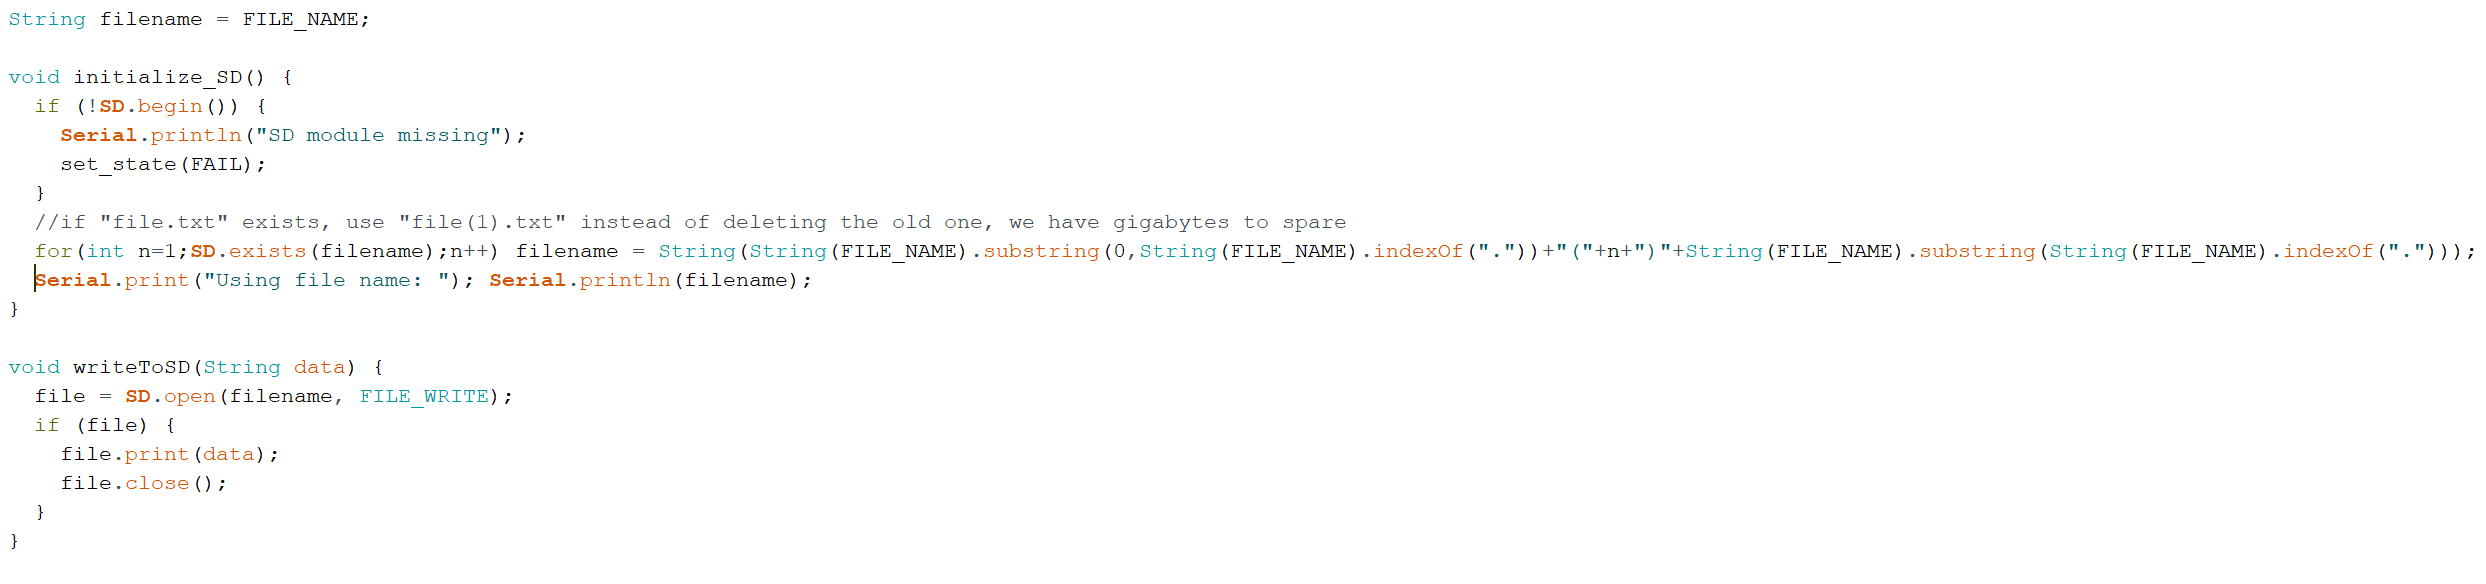 String filename = FILE_NAME;

void initialize_SD() {
  if (!SD.begin()) {
    Serial.println("SD module missing");
    set_state(FAIL);
  }
  //if "file.txt" exists, use "file(1).txt" instead of deleting the old one, we have gigabytes to spare
  for(int n=1;SD.exists(filename);n++) filename = String(String(FILE_NAME).substring(0,String(FILE_NAME).indexOf("."))+"("+n+")"+String(FILE_NAME).substring(String(FILE_NAME).indexOf(".")));
  Serial.print("Using file name: "); Serial.println(filename);
}

void writeToSD(String data) {
  file = SD.open(filename, FILE_WRITE);
  if (file) {
    file.print(data);
    file.close();
  }
}